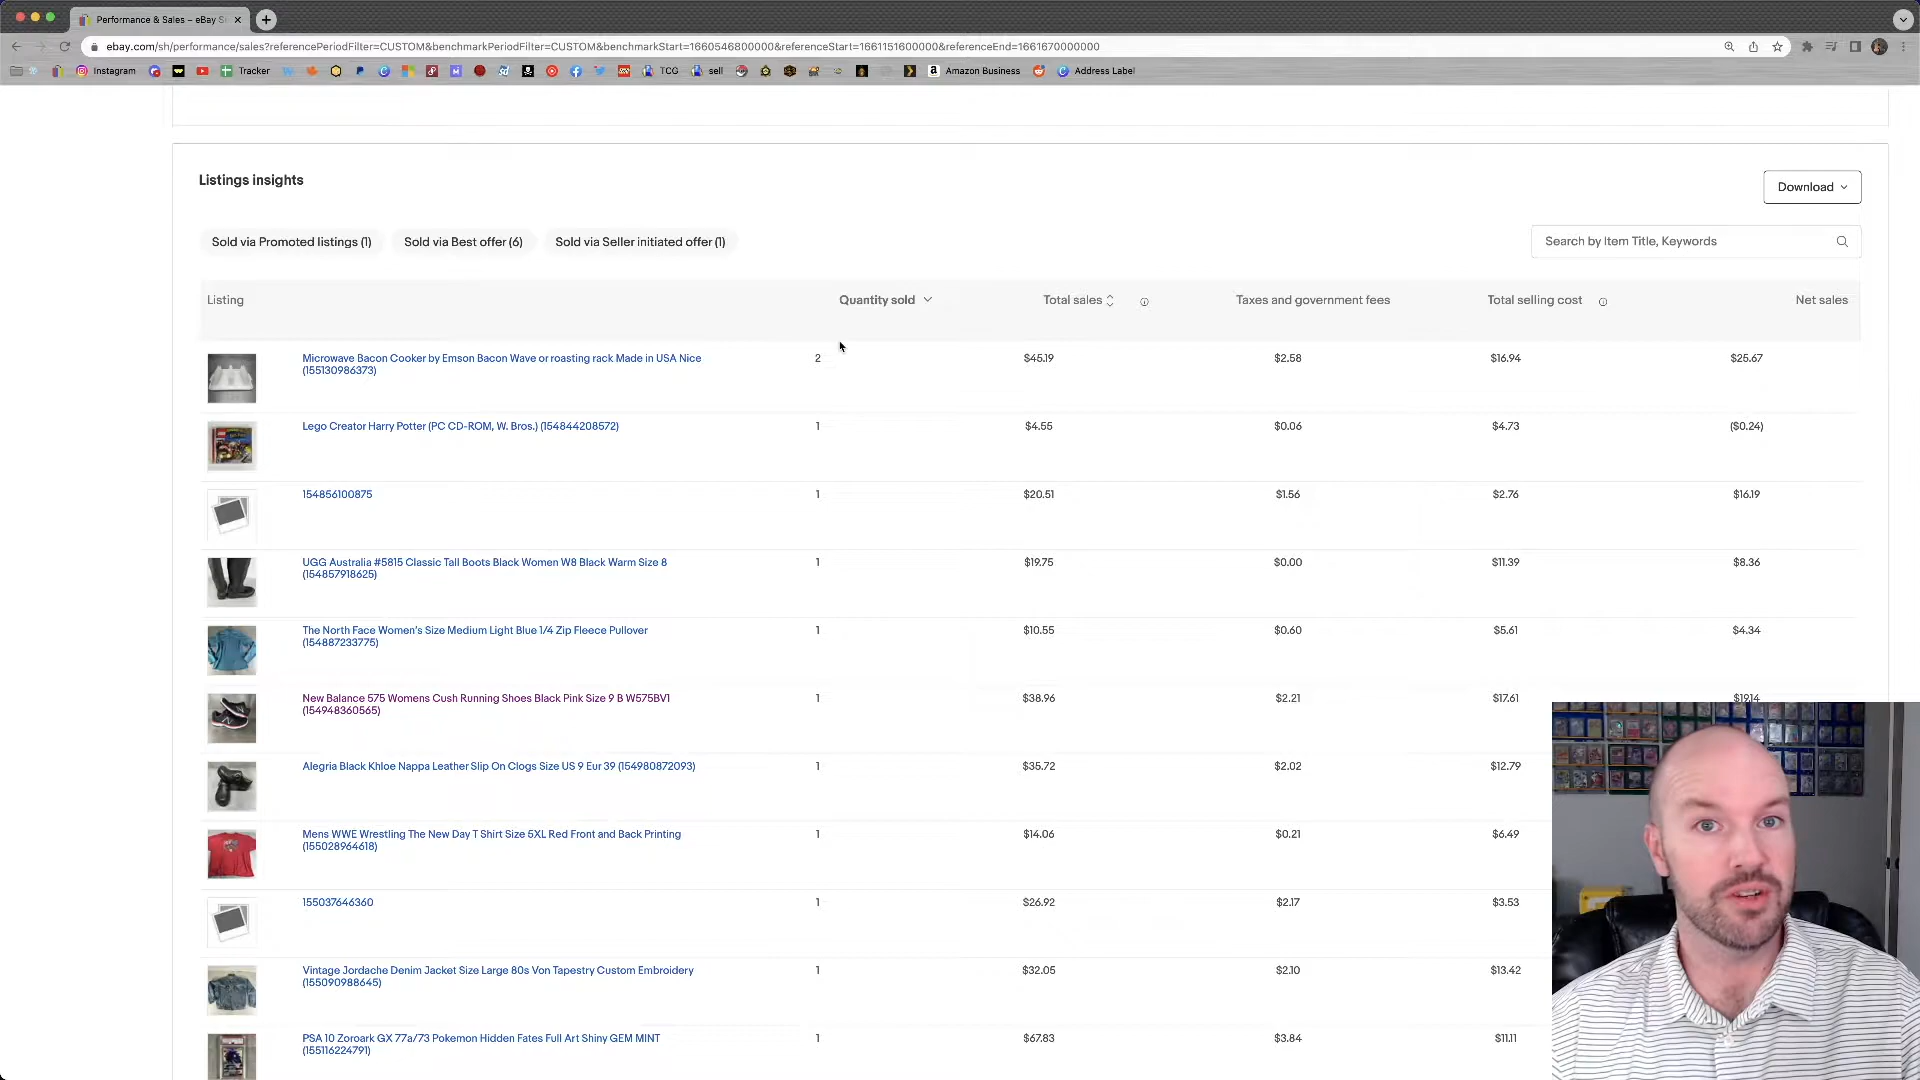 Performance & Sales – eBay S
ebay.com/sh/performance/sales?referencePeriodFilter=CUSTOM&benchmarkPeriodFilter=CUSTOM&benchmarkStart=1660546800000&referenceStart=1661151600000&referenceEnd=1661670000000
Instagram Tracker TCG sell Amazon Business Address Label
Listings insights
Download
Sold via Promoted listings (1) Sold via Best offer (6) Sold via Seller initiated offer (1)
Search by Item Title, Keywords
Listing Quantity sold Total sales Taxes and government fees Total selling cost Net sales
Microwave Bacon Cooker by Emson Bacon Wave or roasting rack Made in USA Nice 2 $45.19 $2.58 $16.94 $25.67
(155130986373)
Lego Creator Harry Potter (PC CD-ROM, W. Bros.) (154844208572) 1 $4.55 $0.06 $4.73 ($0.24)
154856100875 1 $20.51 $1.56 $2.76 $16.19
UGG Australia #5815 Classic Tall Boots Black Women W8 Black Warm Size 8 1 $19.75 $0.00 $11.39 $8.36
(154857918625)
The North Face Women's Size Medium Light Blue 1/4 Zip Fleece Pullover 1 $10.55 $0.60 $5.61 $4.34
(154887233775)
New Balance 575 Womens Cush Running Shoes Black Pink Size 9 B W575BV1 1 $38.96 $2.21 $17.61 $19.14
(154948360565)
Alegria Black Khloe Nappa Leather Slip On Clogs Size US 9 Eur 39 (154980872093) 1 $35.72 $2.02 $12.79
Mens WWE Wrestling The New Day T Shirt Size 5XL Red Front and Back Printing 1 $14.06 $0.21 $6.49
(155028964618)
155037646360 1 $26.92 $2.17 $3.53
Vintage Jordache Denim Jacket Size Large 80s Von Tapestry Custom Embroidery 1 $32.05 $2.10 $13.42
(155090988645)
PSA 10 Zoroark GX 77a/73 Pokemon Hidden Fates Full Art Shiny GEM MINT 1 $67.83 $3.84 $11.11
(155116224791)